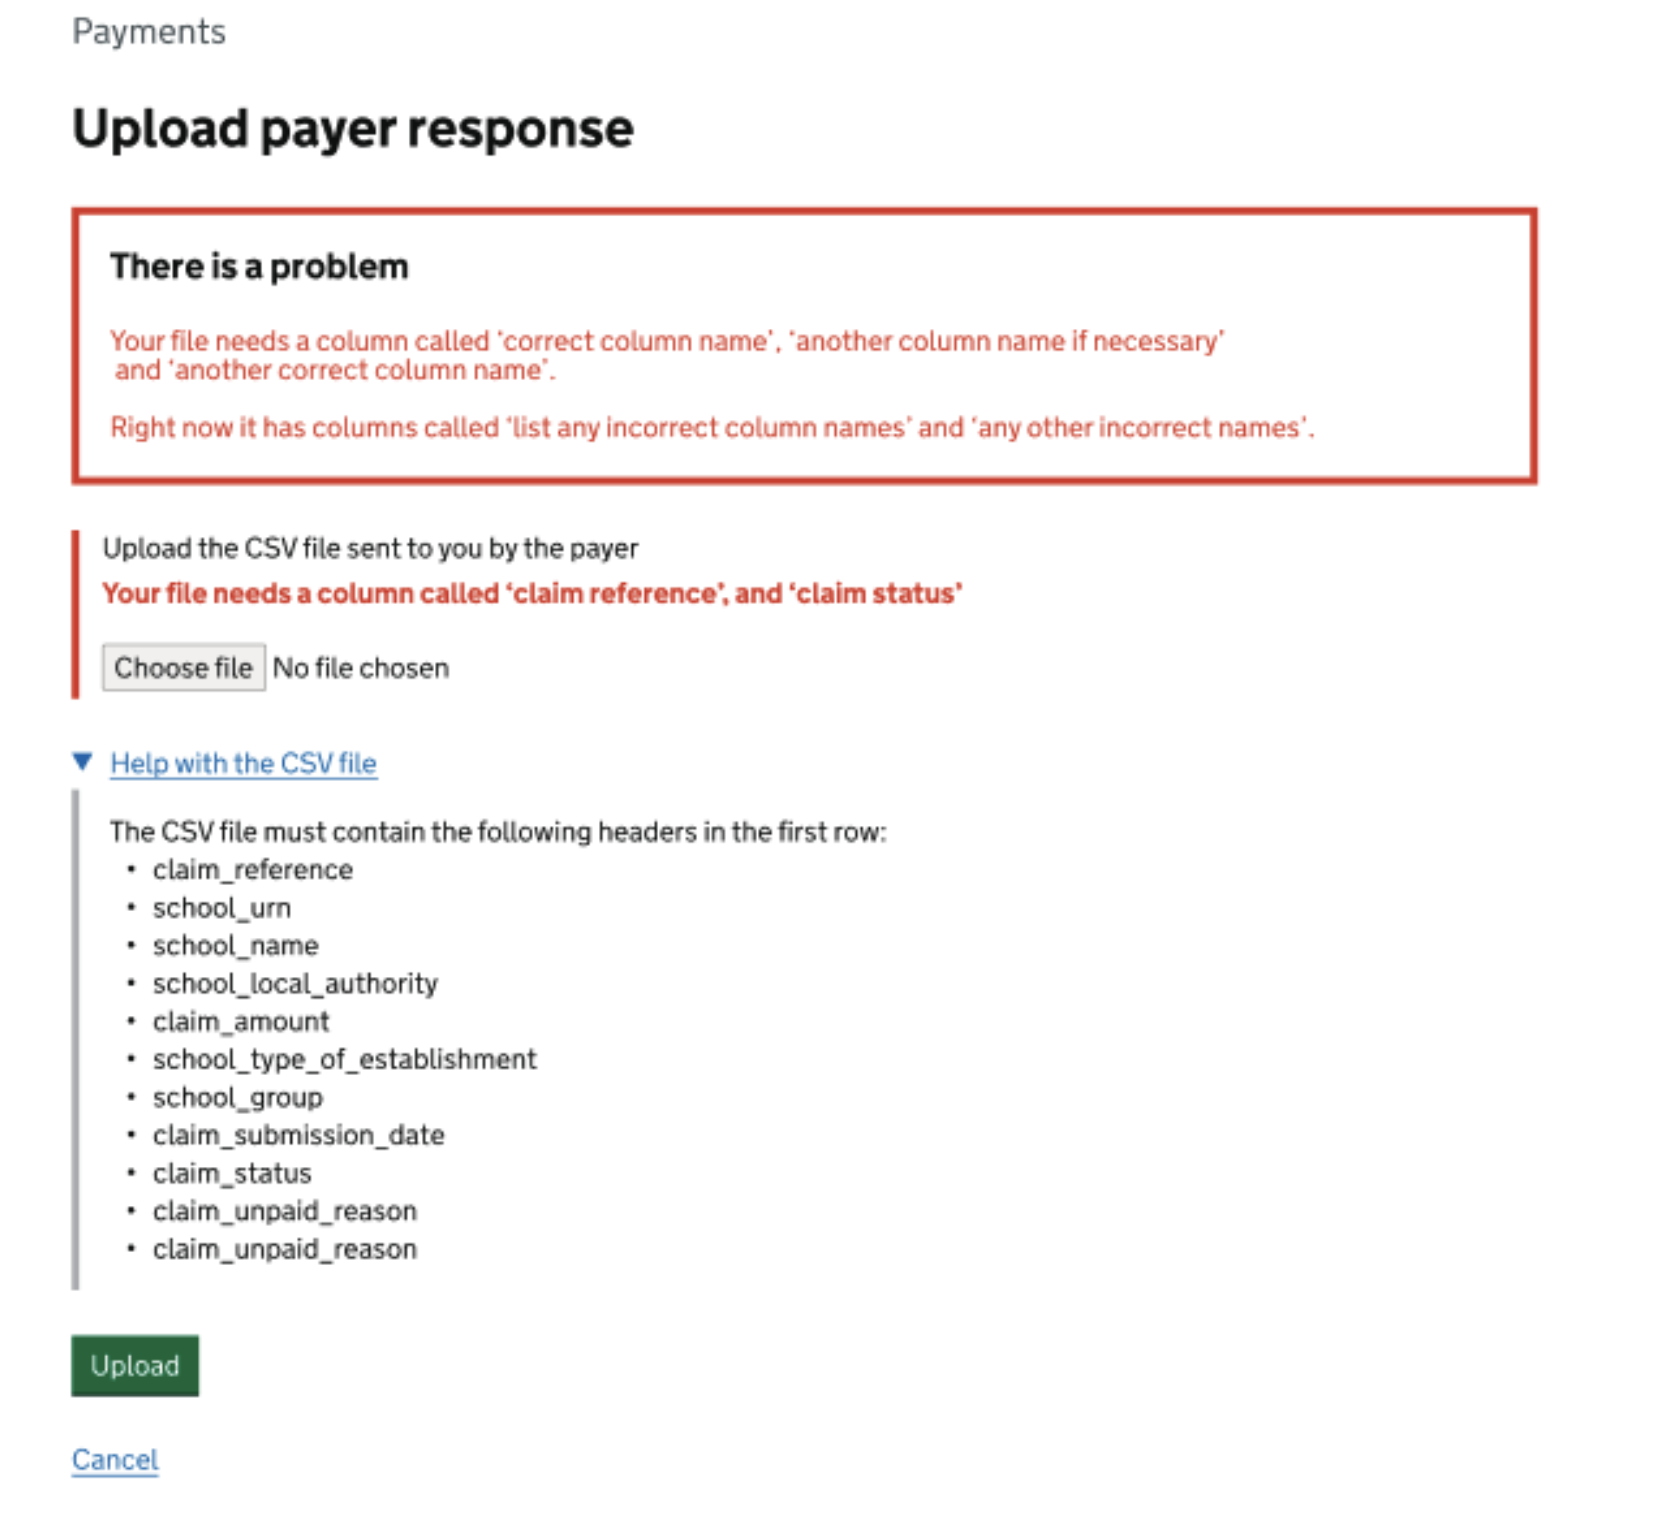 Payments
Upload payer response
There is a problem
Your file needs a column called ‘correct column name’, ‘another column name if necessary’
and ‘another correct column name’.
Right now it has columns called ‘list any incorrect column names’ and ‘any other incorrect names’.
Upload the CSV file sent to you by the payer
Your file needs a column called ‘claim reference’, and ‘claim status’
Choose file No file chosen
▼ Help with the CSV file
The CSV file must contain the following headers in the first row:
• claim_reference
• school_urn
• school_name
• school_local_authority
• claim_amount
• school_type_of_establishment
• school_group
• claim_submission_date
• claim_status
• claim_unpaid_reason
• claim_unpaid_reason
Upload
Cancel